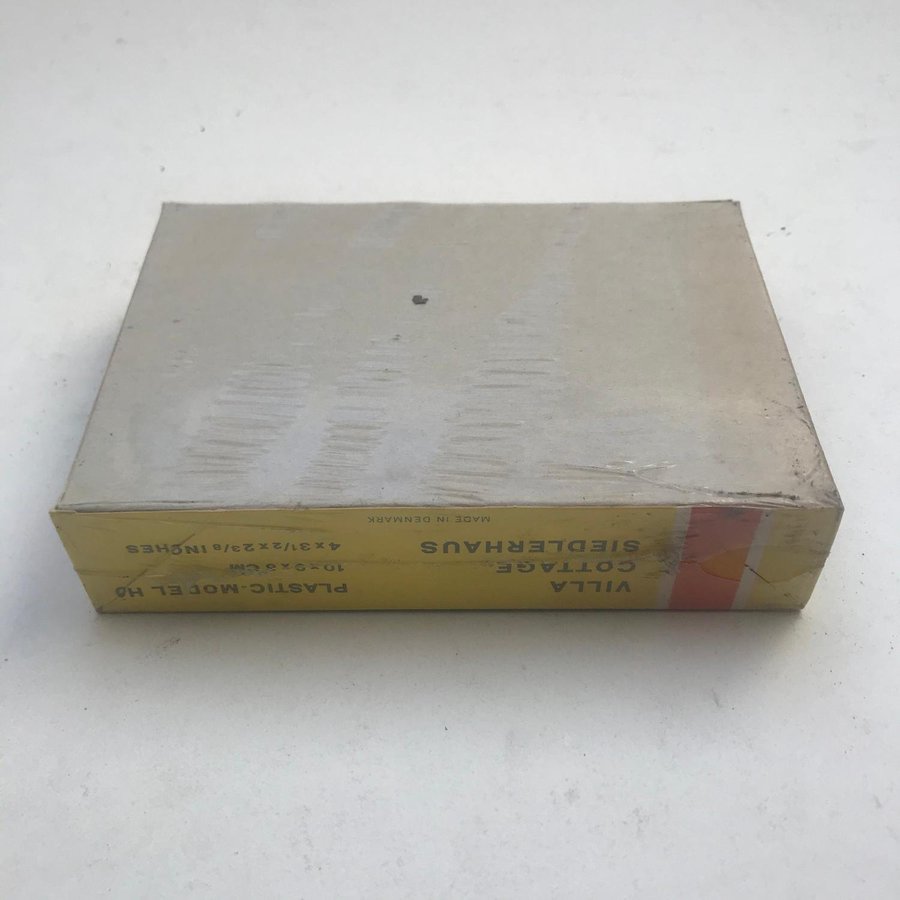 VILLA
COTTAGE
SIEDLERHAUS
PLASTIC-MODEL H0
10×9×6 CM
4 x 3 1/2 x 2 3/8 INCHES
MADE IN DENMARK